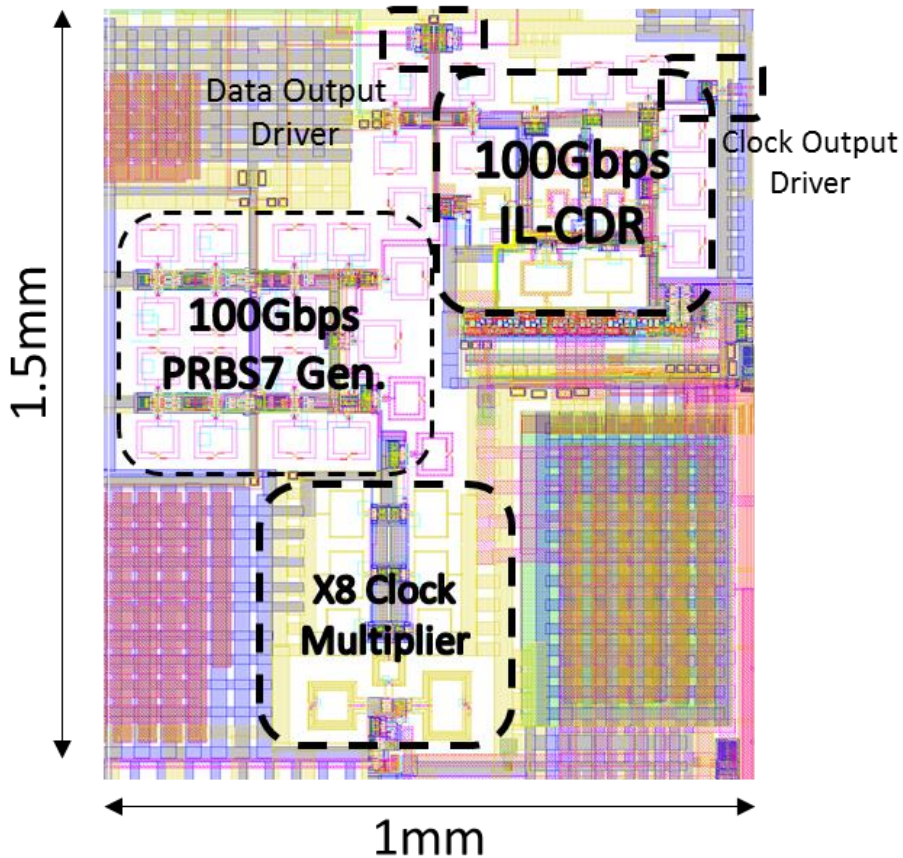 Data Output
Driver
100Gbps
IL-CDR
Clock Output
Driver
100Gbps
PRBS7 Gen.
X8 Clock
Multiplier
1.5mm
1mm